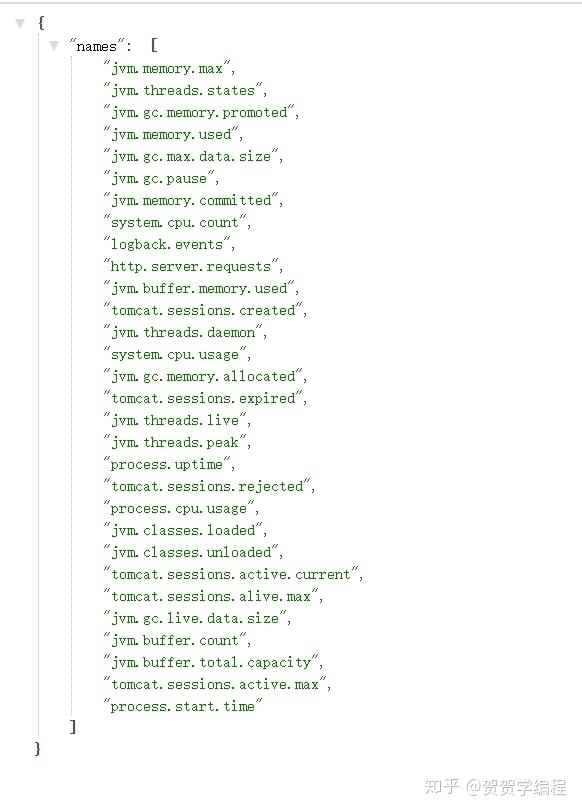 {
"names": [
"jvm.memory.max",
"jvm.threads.states",
"jvm.gc.memory.promoted",
"jvm.memory.used",
"jvm.gc.max.data.size",
"jvm.gc.pause",
"jvm.memory.committed",
"system.cpu.count",
"logback.events",
"http.server.requests",
"jvm.buffer.memory.used",
"tomcat.sessions.created",
"jvm.threads.daemon",
"system.cpu.usage",
"jvm.gc.memory.allocated",
"tomcat.sessions.expired",
"jvm.threads.live",
"jvm.threads.peak",
"process.uptime",
"tomcat.sessions.rejected",
"process.cpu.usage",
"jvm.classes.loaded",
"jvm.classes.unloaded",
"tomcat.sessions.active.current",
"tomcat.sessions.alive.max",
"jvm.gc.live.data.size",
"jvm.buffer.count",
"jvm.buffer.total.capacity",
"tomcat.sessions.active.max",
"process.start.time"
]
}
知乎 @贺贺学编程